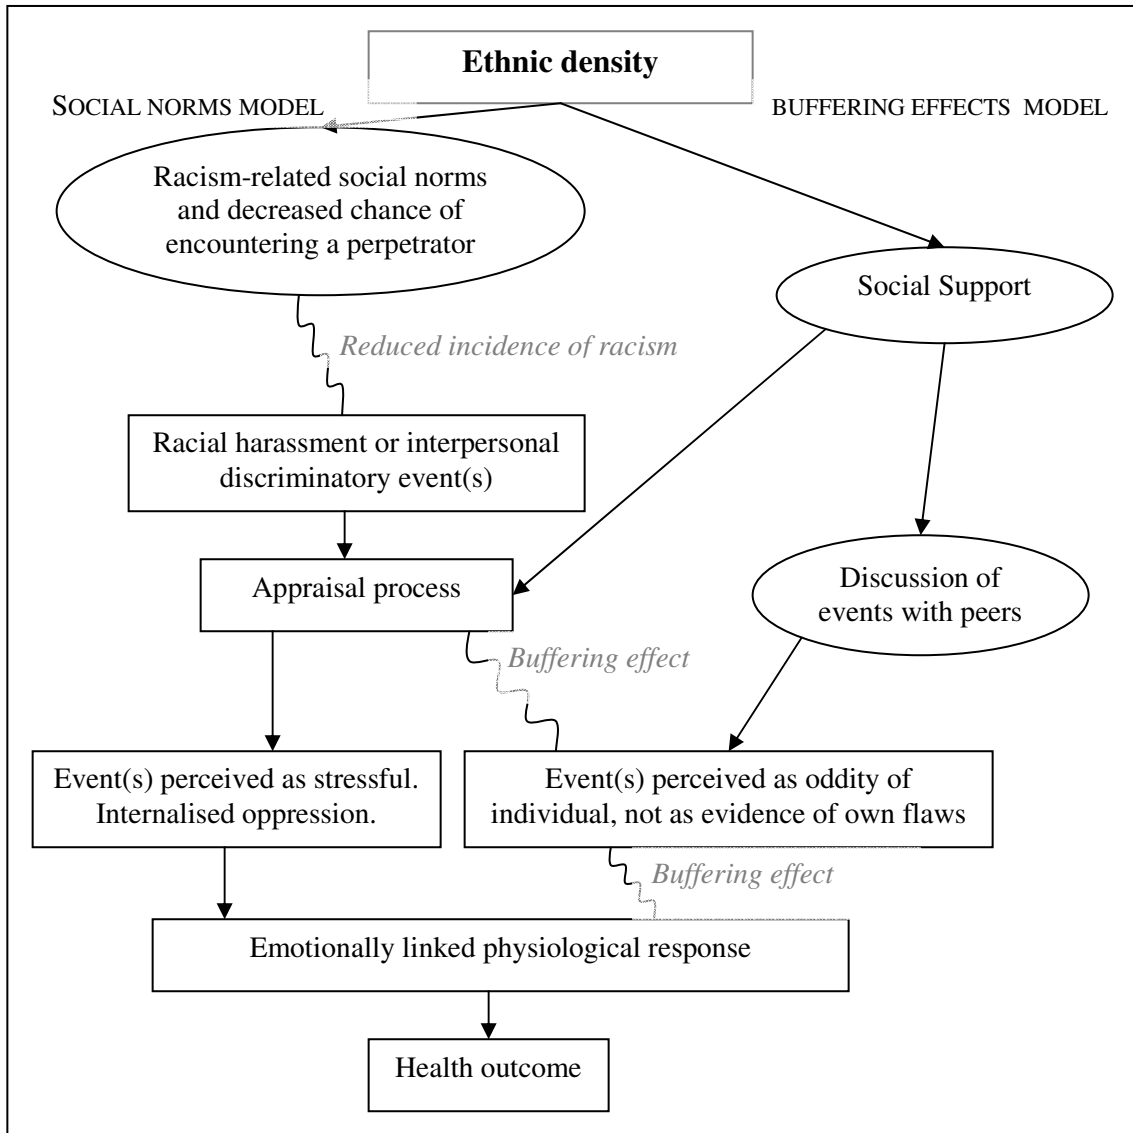 Ethnic density
SOCIAL NORMS MODEL
BUFFERING EFFECTS MODEL
Racism-related social norms
and decreased chance of
encountering a perpetrator
Social Support
Reduced incidence of racism
Racial harassment or interpersonal
discriminatory event(s)
Appraisal process
Discussion of
events with peers
Buffering effect
Event(s) perceived as stressful.
Internalised oppression.
Event(s) perceived as oddity of
individual, not as evidence of own flaws
Buffering effect
Emotionally linked physiological response
Health outcome